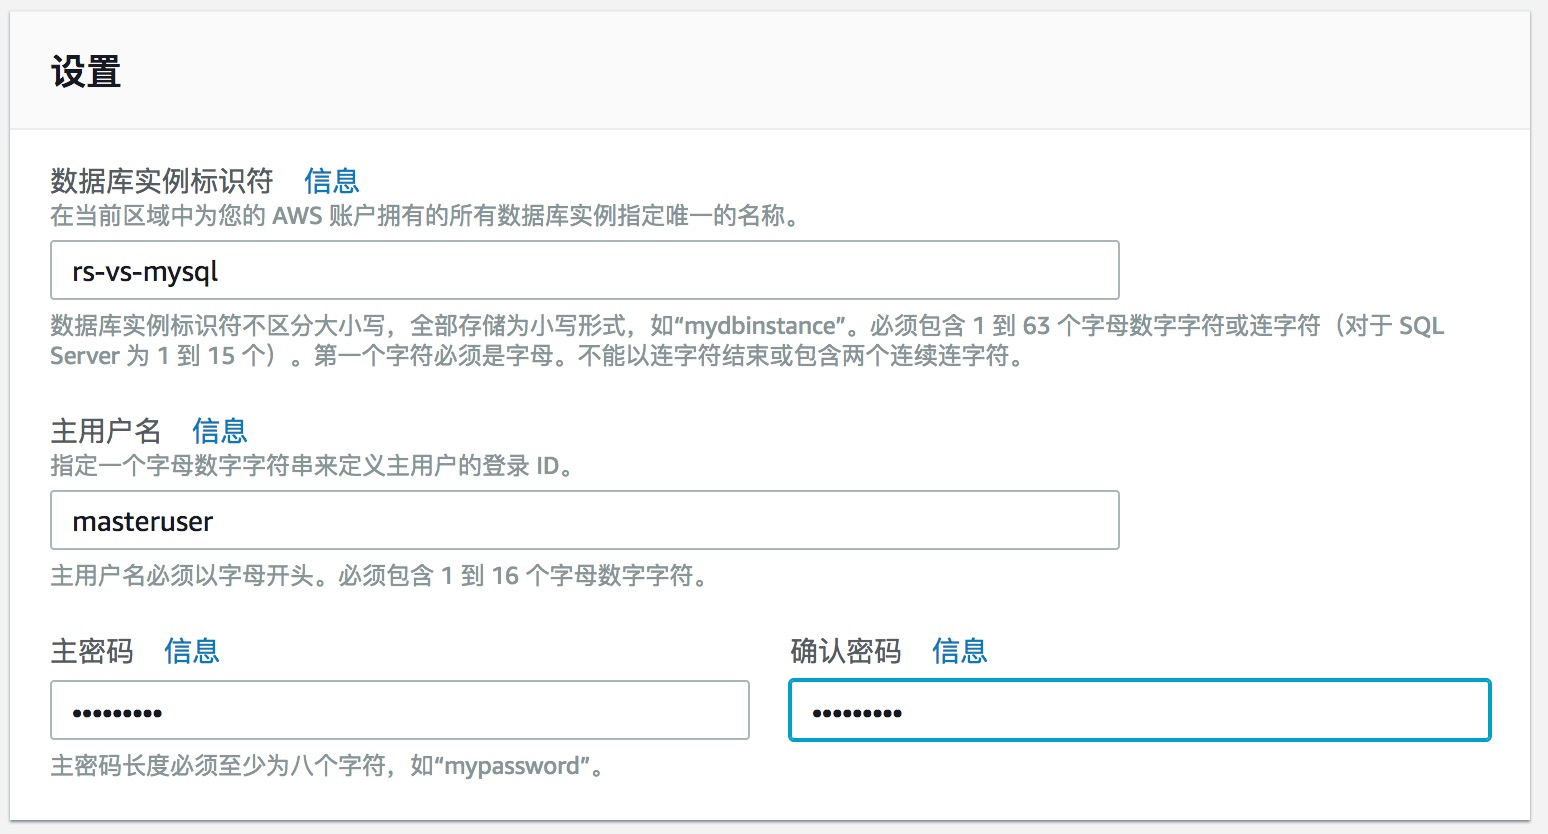 设置
数据库实例标识符 信息
在当前区域中为您的 AWS 账户拥有的所有数据库实例指定唯一的名称。
rs-vs-mysql
数据库实例标识符不区分大小写，全部存储为小写形式，如“mydbinstance”。必须包含 1 到 63 个字母数字字符或连字符（对于 SQL
Server 为 1 到 15 个）。第一个字符必须是字母。不能以连字符结束或包含两个连续连字符。
主用户名 信息
指定一个字母数字字符串来定义主用户的登录 ID。
masteruser
主用户名必须以字母开头。必须包含 1 到 16 个字母数字字符。
主密码 信息 确认密码 信息
••••••••• •••••••••
主密码长度必须至少为八个字符，如“mypassword”。